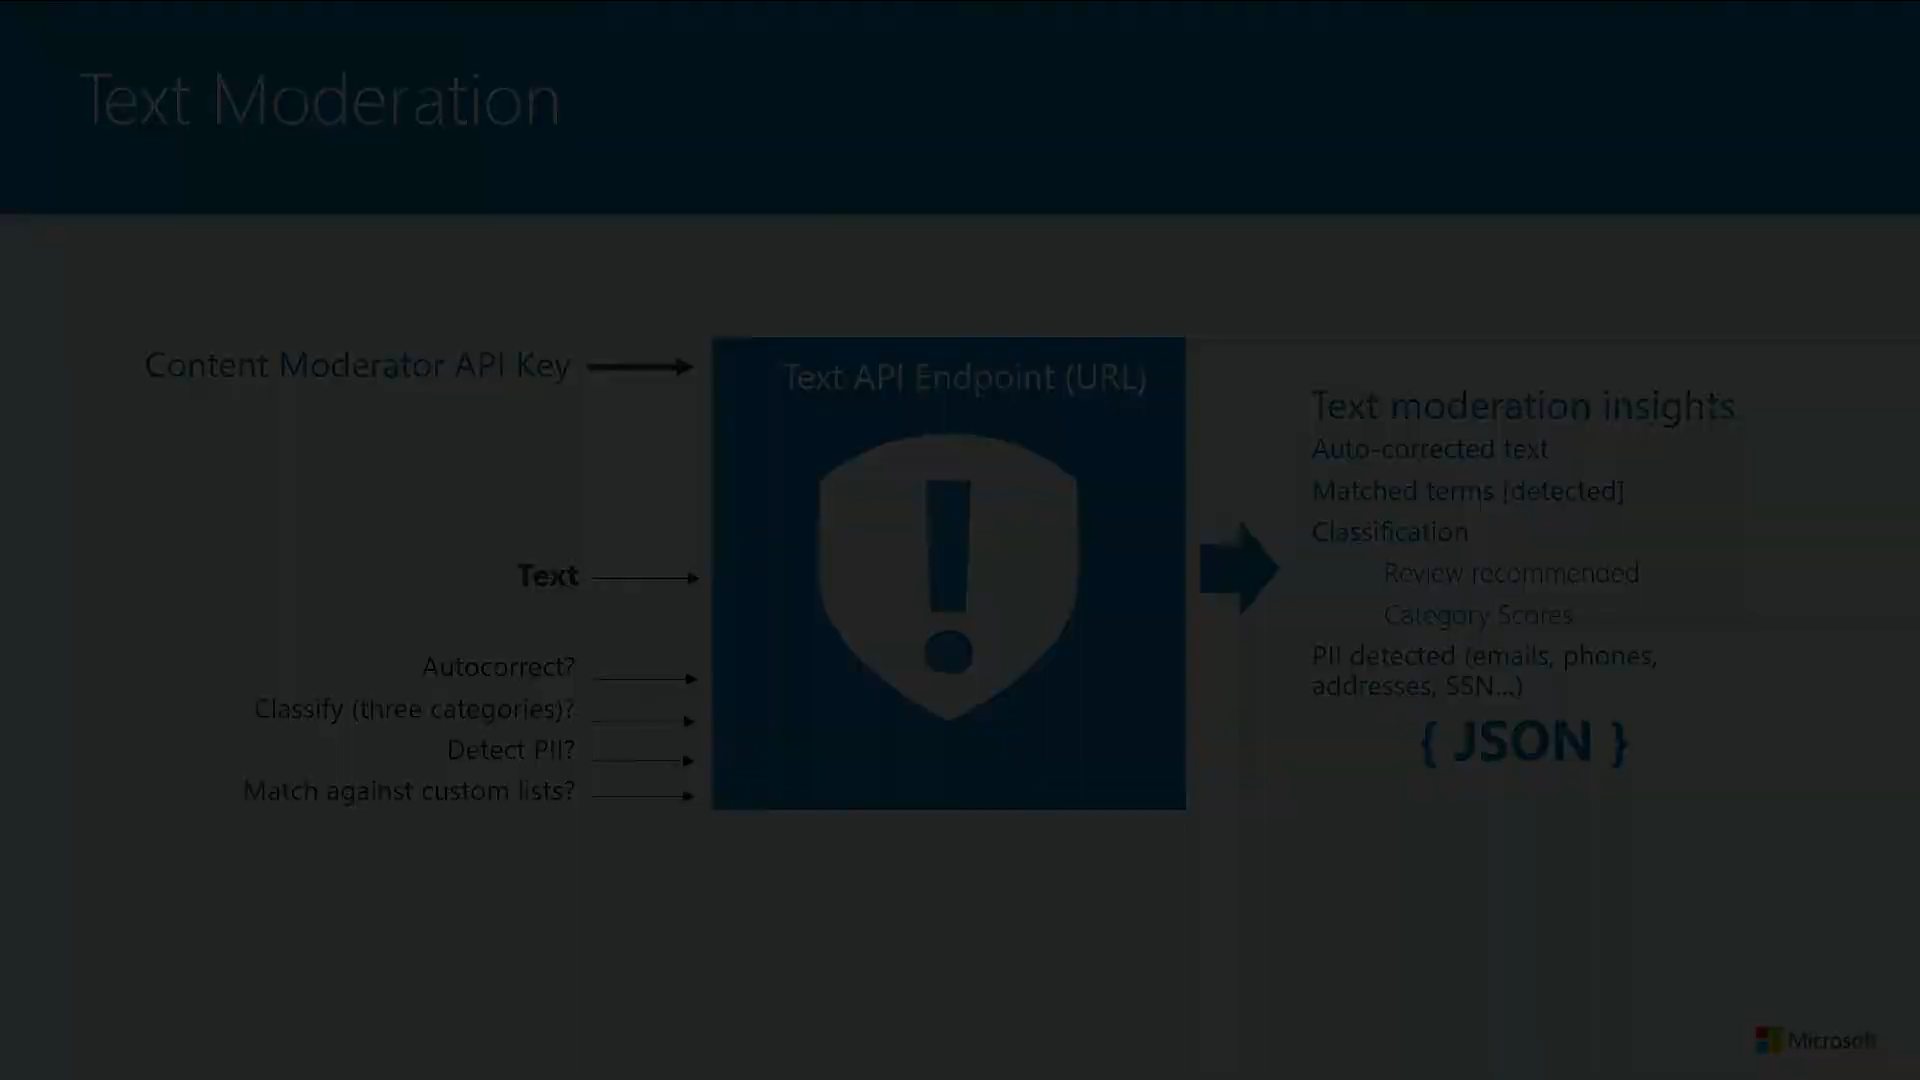 Text Moderation
Content Moderator API Key
Text API Endpoint (URL)
Text
Autocorrect?
Classify (three categories)?
Detect PII?
Match against custom lists?
Text moderation insights
Auto-corrected text
Matched terms [detected]
Classification
Review recommended
Category Scores
PII detected (emails, phones,
addresses, SSN...)
{ JSON }
Microsoft